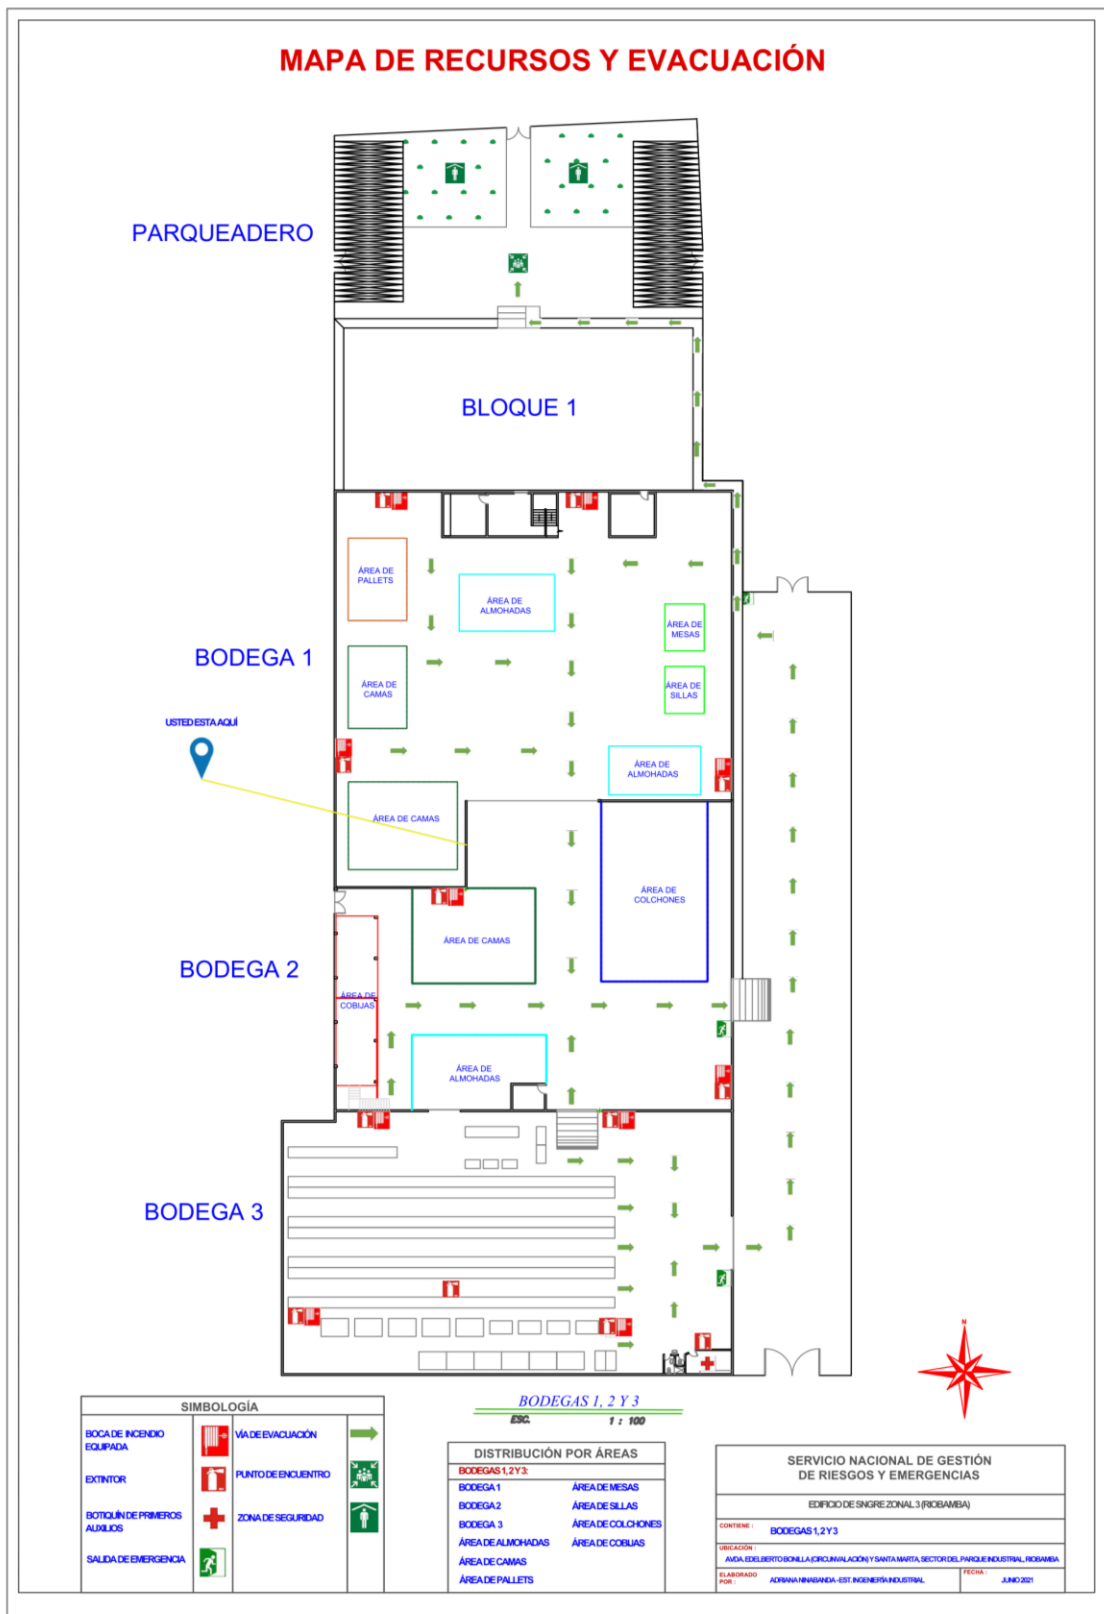 MAPA DE RECURSOS Y EVACUACIÓN
PARQUEADERO
BLOQUE 1
ÁREA DE
PALLETS
ÁREA DE
ALMOHADAS
ÁREA DE
MESAS
BODEGA 1
ÁREA DE
CAMAS
ÁREA DE
SILLAS
USTED ESTA AQUÍ
ÁREA DE
ALMOHADAS
ÁREA DE CAMAS
ÁREA DE
COLCHONES
ÁREA DE CAMAS
BODEGA 2
ÁREA DE
COBIJAS
ÁREA DE
ALMOHADAS
BODEGA 3
N
BODEGAS 1, 2 Y 3
ESC. 1 : 100
SIMBOLOGÍA
BOCA DE INCENDIO
EQUIPADA
VÍA DE EVACUACIÓN
EXTINTOR
PUNTO DE ENCUENTRO
BOTIQUÍN DE PRIMEROS
AUXILIOS
ZONA DE SEGURIDAD
SALIDA DE EMERGENCIA
DISTRIBUCIÓN POR ÁREAS
BODEGAS 1, 2 Y 3:
BODEGA 1 ÁREA DE MESAS
BODEGA 2 ÁREA DE SILLAS
BODEGA 3 ÁREA DE COLCHONES
ÁREA DE ALMOHADAS ÁREA DE COBIJAS
ÁREA DE CAMAS
ÁREA DE PALLETS
SERVICIO NACIONAL DE GESTIÓN
DE RIESGOS Y EMERGENCIAS
EDIFICIO DE SNGRE ZONAL 3 (RIOBAMBA)
CONTIENE : BODEGAS 1, 2 Y 3
UBICACIÓN :
AVDA. EDELBERTO BONILLA (CIRCUNVALACIÓN) Y SANTA MARTA, SECTOR DEL PARQUE INDUSTRIAL, RIOBAMBA
ELABORADO
POR : ADRIANA NINABANDA - EST. INGENIERÍA INDUSTRIAL
FECHA :
JUNIO 2021